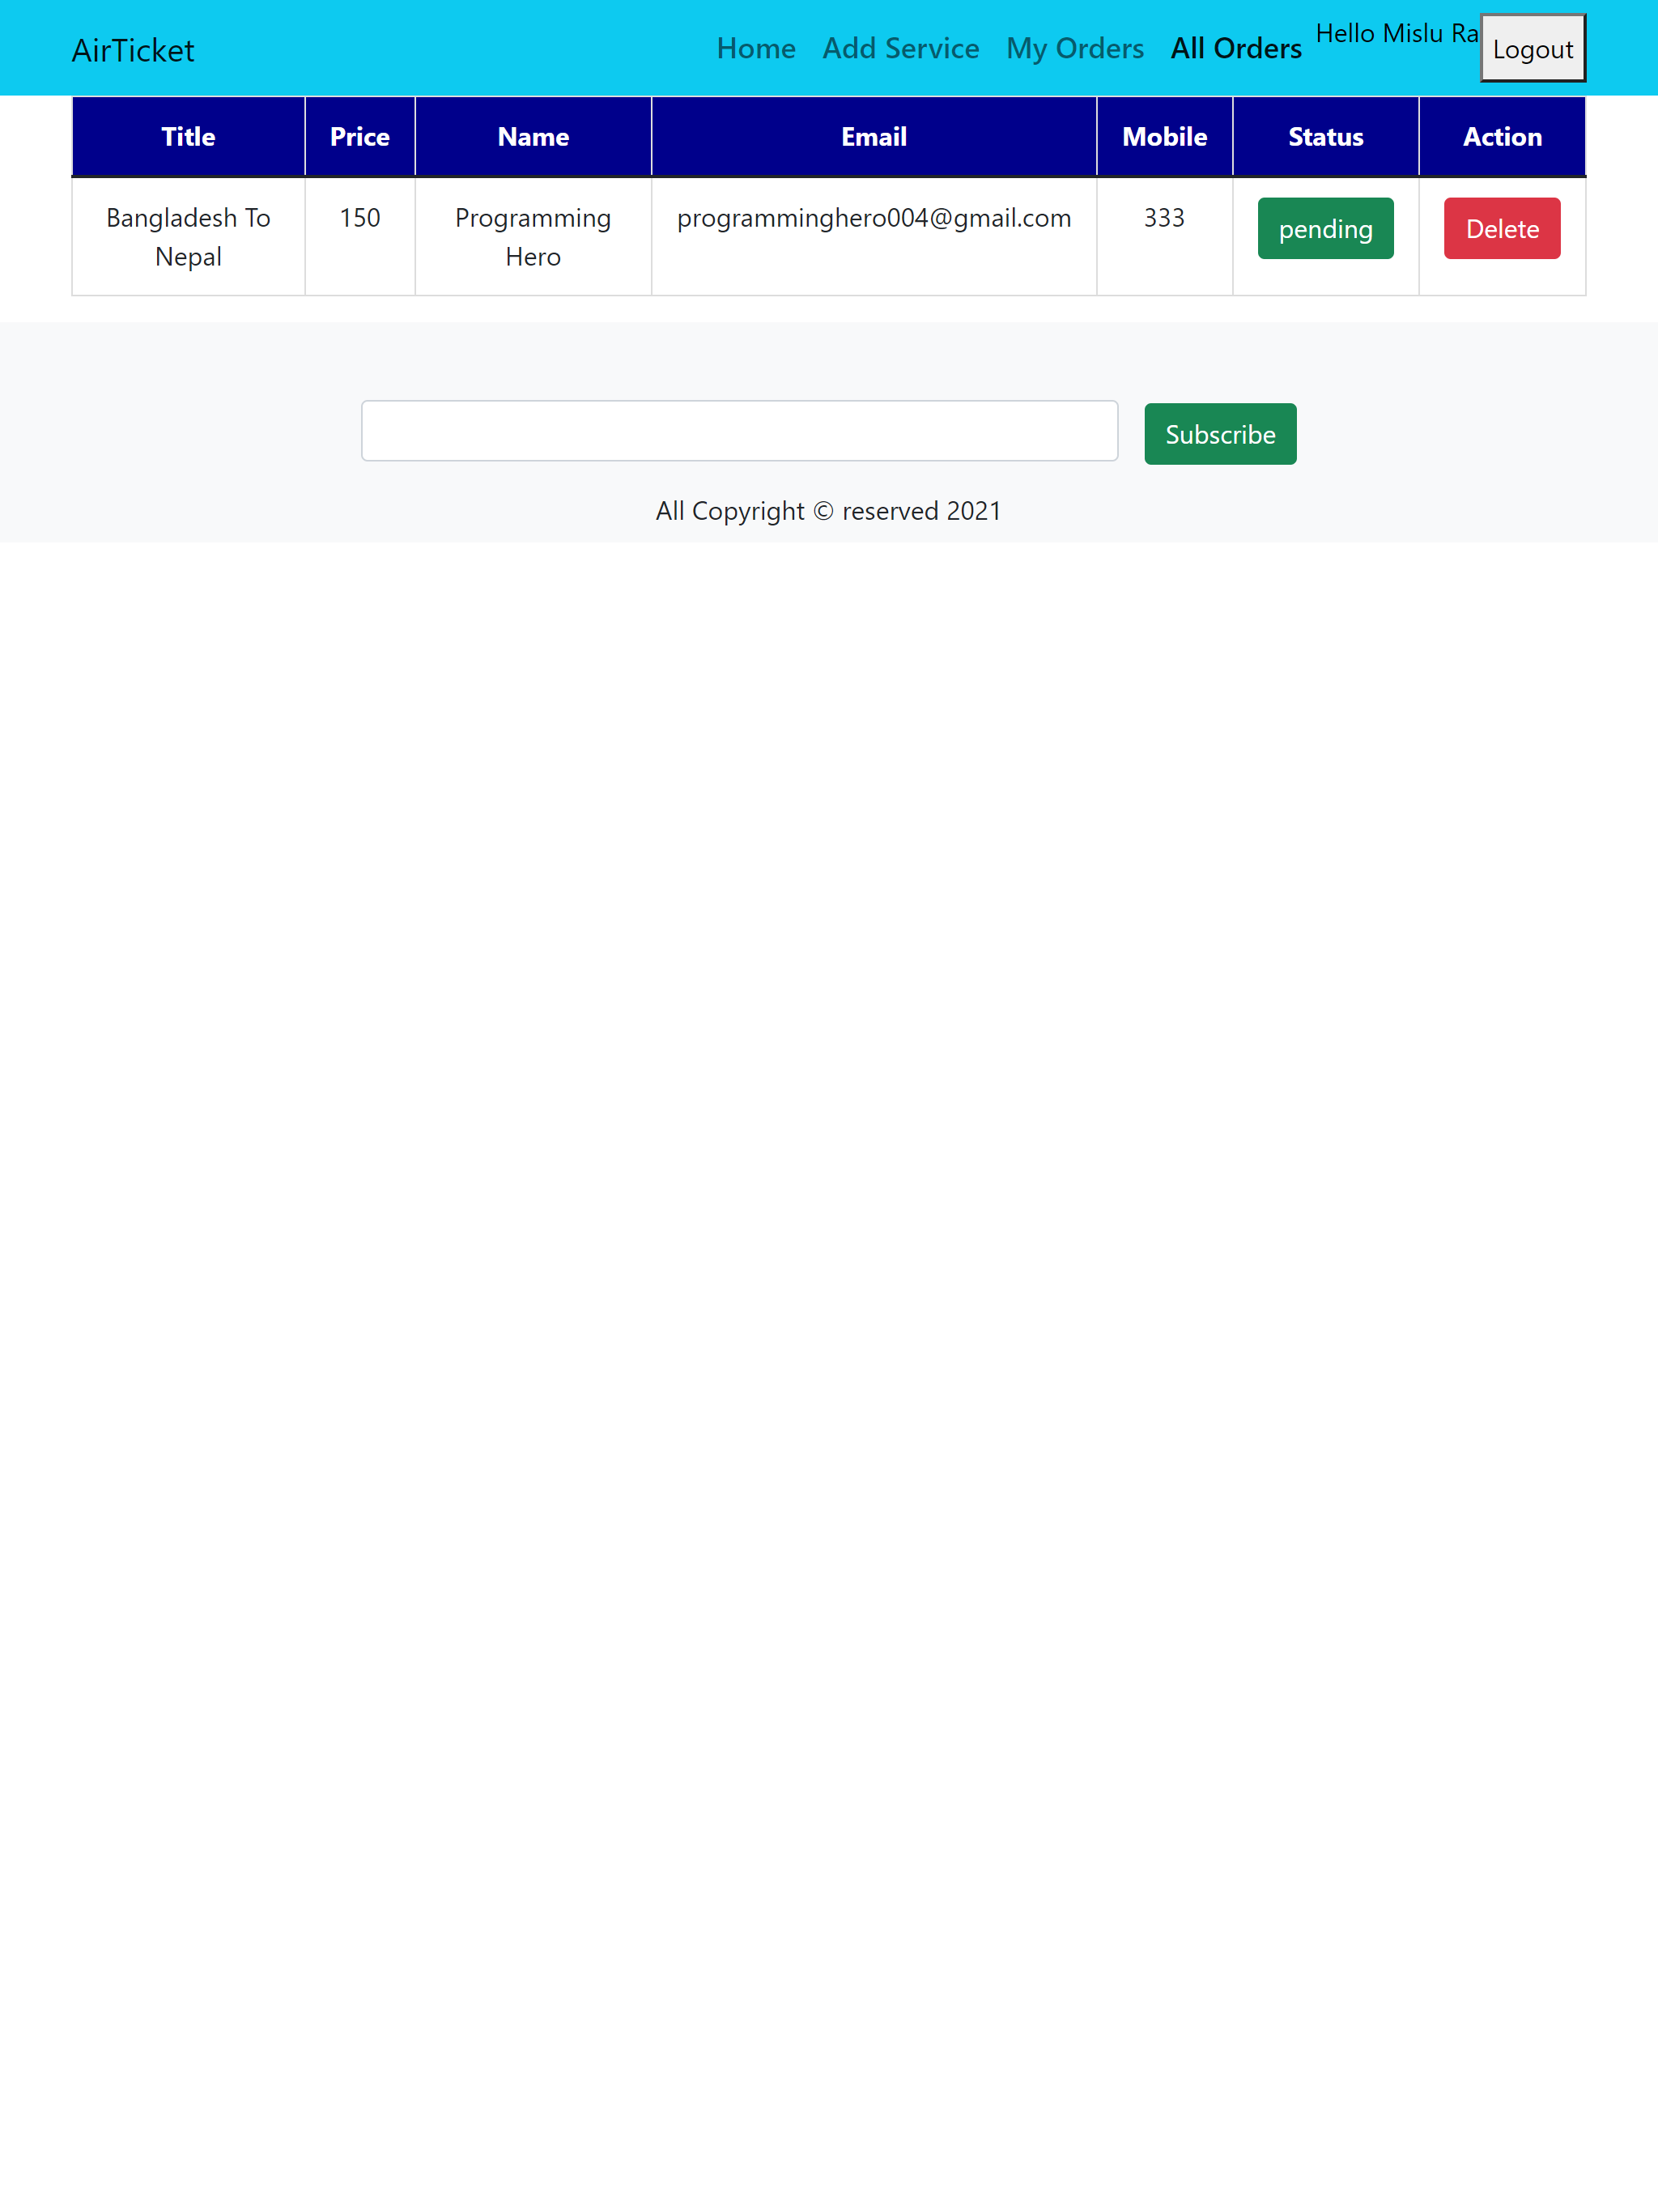 AirTicket
Home Add Service My Orders All Orders Hello Mislu Ra Logout
Title Price Name Email Mobile Status Action
Bangladesh To Nepal 150 Programming Hero programminghero004@gmail.com 333 pending Delete
Subscribe
All Copyright © reserved 2021